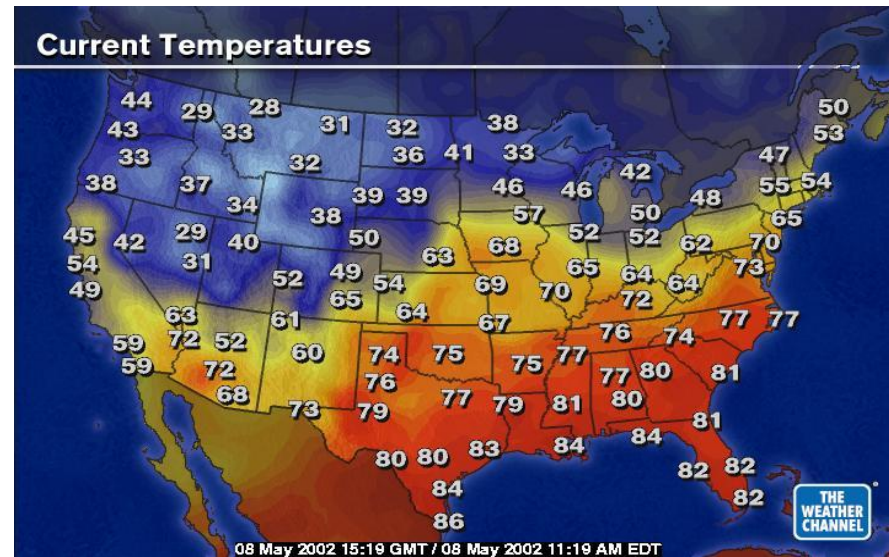 Current Temperatures
44 29 28 31 32 38 50
43 33 53
33 32 36 41 33 42 47
38 37 34 39 39 46 46 48 55 54
38 57 50 65
45 42 29 40 50 63 68 52 52 62 70
54 31 52 49 54 69 65 64 64 73
49 65 70 72
63 61 64 67 77 77
59 72 52 60 74 75 75 77 76 74
59 72 76 77 80 81
68 73 79 77 79 81 80 81
80 80 83 84 84
84 82 82
86 82
THE
WEATHER
CHANNEL
08 May 2002 15:19 GMT / 08 May 2002 11:19 AM EDT